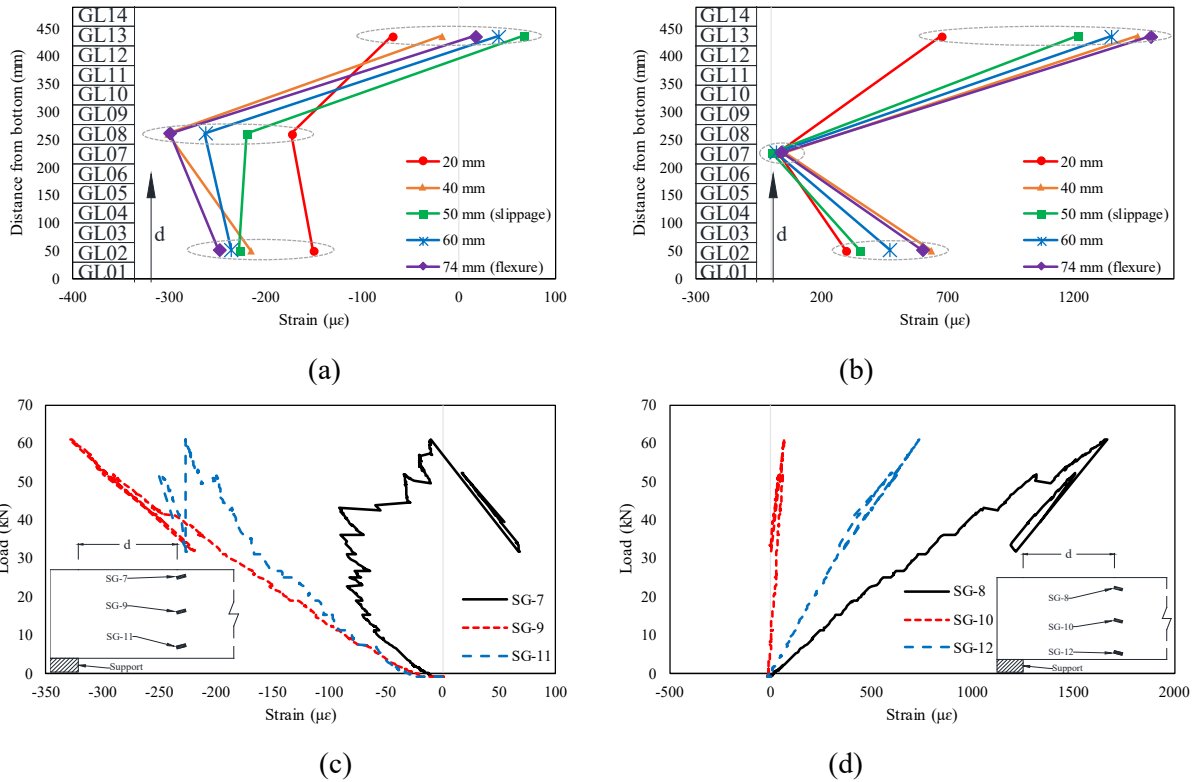 GL14
GL13
GL12
GL11
GL10
GL09
GL08
GL07
GL06
GL05
GL04
GL03
GL02
GL01
450
400
350
300
250
200
150
100
50
0
Distance from bottom (mm)
d
20 mm
40 mm
50 mm (slippage)
60 mm
74 mm (flexure)
-400 -300 -200 -100 0 100
Strain (με)
(a)
GL14
GL13
GL12
GL11
GL10
GL09
GL08
GL07
GL06
GL05
GL04
GL03
GL02
GL01
450
400
350
300
250
200
150
100
50
0
Distance from bottom (mm)
d
20 mm
40 mm
50 mm (slippage)
60 mm
74 mm (flexure)
-300 200 700 1200
Strain (με)
(b)
70
60
50
40
30
20
10
0
Load (kN)
d
SG-7
SG-9
SG-11
Support
SG-7
SG-9
SG-11
-350 -300 -250 -200 -150 -100 -50 0 50 100
Strain (με)
(c)
70
60
50
40
30
20
10
0
Load (kN)
d
SG-8
SG-10
SG-12
Support
SG-8
SG-10
SG-12
-500 0 500 1000 1500 2000
Strain (με)
(d)